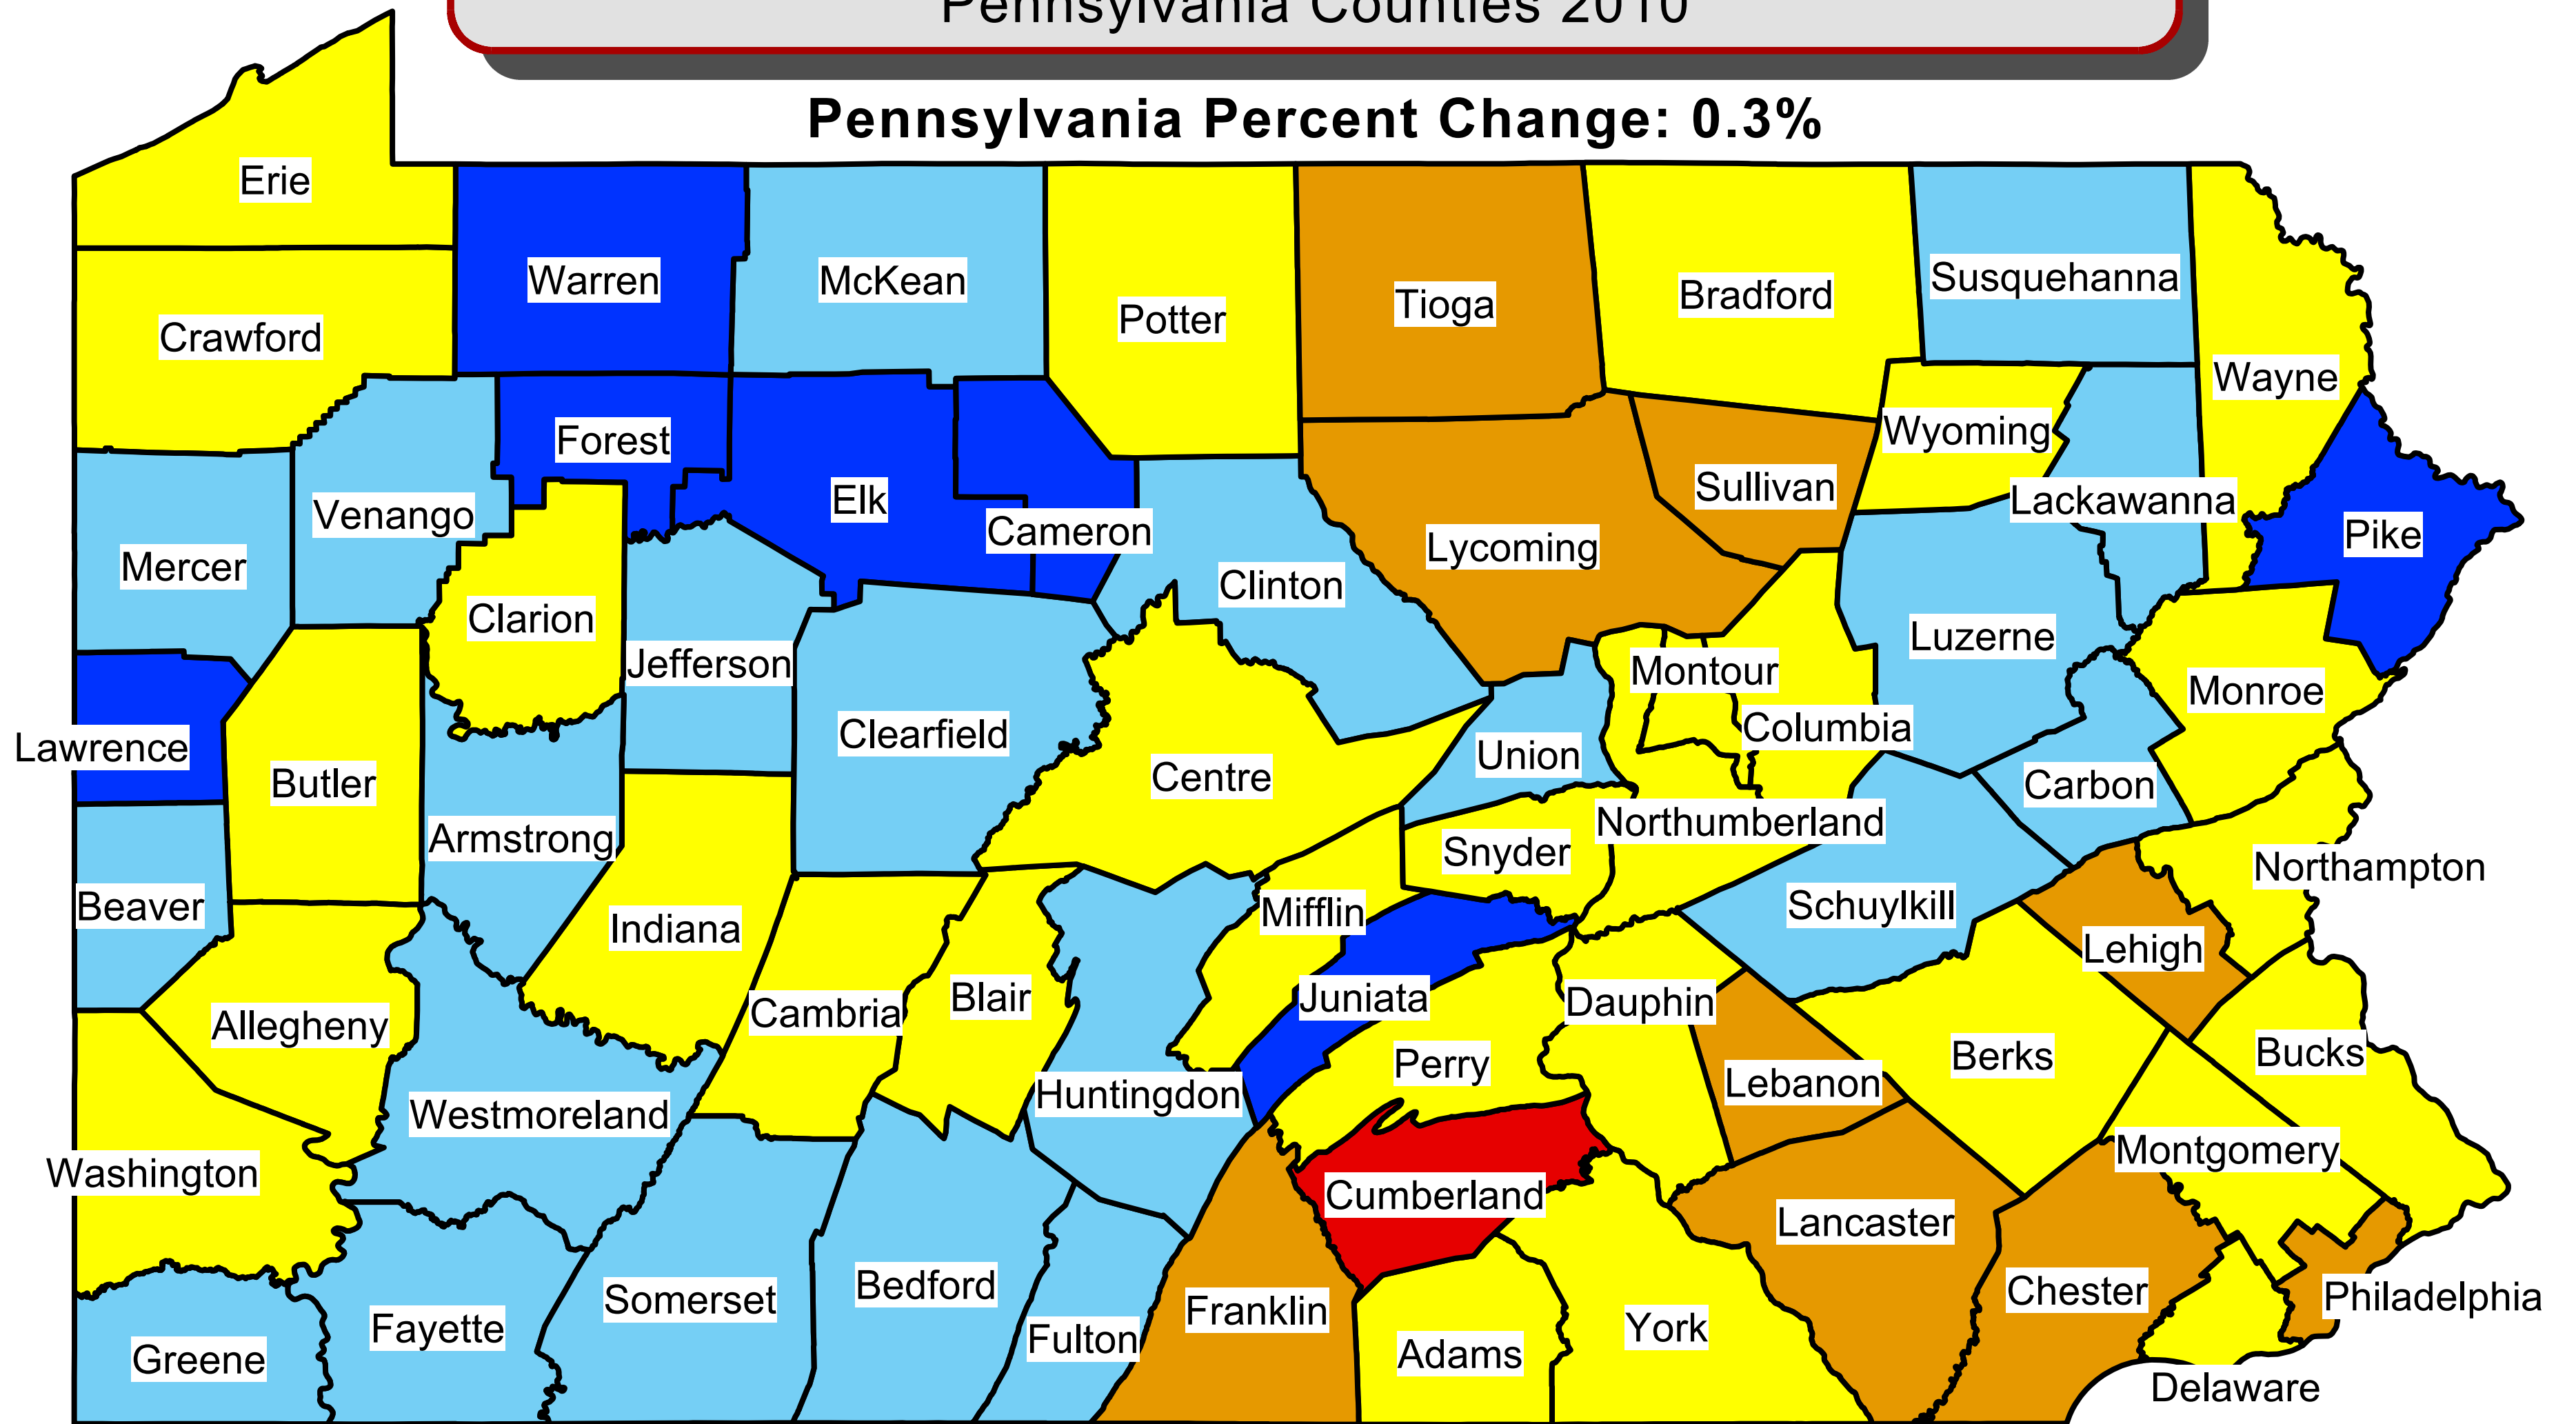 Pennsylvania Counties 2010
Pennsylvania Percent Change: 0.3%
Erie
Warren
McKean
Potter
Tioga
Bradford
Susquehanna
Crawford
Wayne
Forest
Wyoming
Elk
Sullivan
Lackawanna
Venango
Cameron
Pike
Mercer
Lycoming
Clinton
Clarion
Luzerne
Jefferson
Montour
Monroe
Lawrence
Clearfield
Columbia
Union
Butler
Centre
Carbon
Armstrong
Northumberland
Snyder
Northampton
Beaver
Mifflin
Schuylkill
Indiana
Lehigh
Blair
Juniata
Dauphin
Cambria
Allegheny
Perry
Berks
Bucks
Lebanon
Huntingdon
Westmoreland
Montgomery
Washington
Cumberland
Lancaster
Bedford
Chester
Philadelphia
Somerset
Franklin
Fayette
York
Fulton
Greene
Adams
Delaware